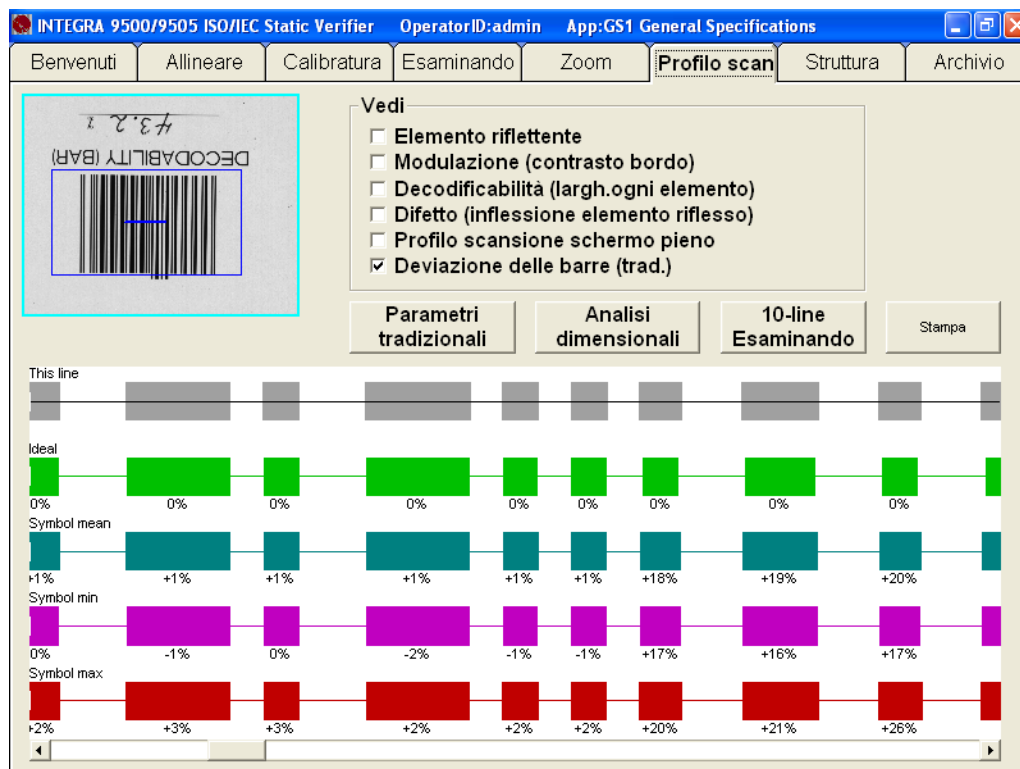 INTEGRA 9500/9505 ISO/IEC Static Verifier OperatorID:admin App:GS1 General Specifications
Benvenuti Allineare Calibratura Esaminando Zoom Profilo scan Struttura Archivio
43.2
DECODABILITY (BAR)
Vedi
Elemento riflettente
Modulazione (contrasto bordo)
Decodificabilità (largh.ogni elemento)
Difetto (inflessione elemento riflesso)
Profilo scansione schermo pieno
Deviazione delle barre (trad.)
Parametri tradizionali
Analisi dimensionali
10-line Esaminando
Stampa
This line
Ideal
0% 0% 0% 0% 0% 0% 0% 0% 0%
Symbol mean
+1% +1% +1% +1% +1% +1% +18% +19% +20%
Symbol min
0% -1% 0% -2% -1% -1% +17% +16% +17%
Symbol max
+2% +3% +3% +2% +2% +2% +20% +21% +26%